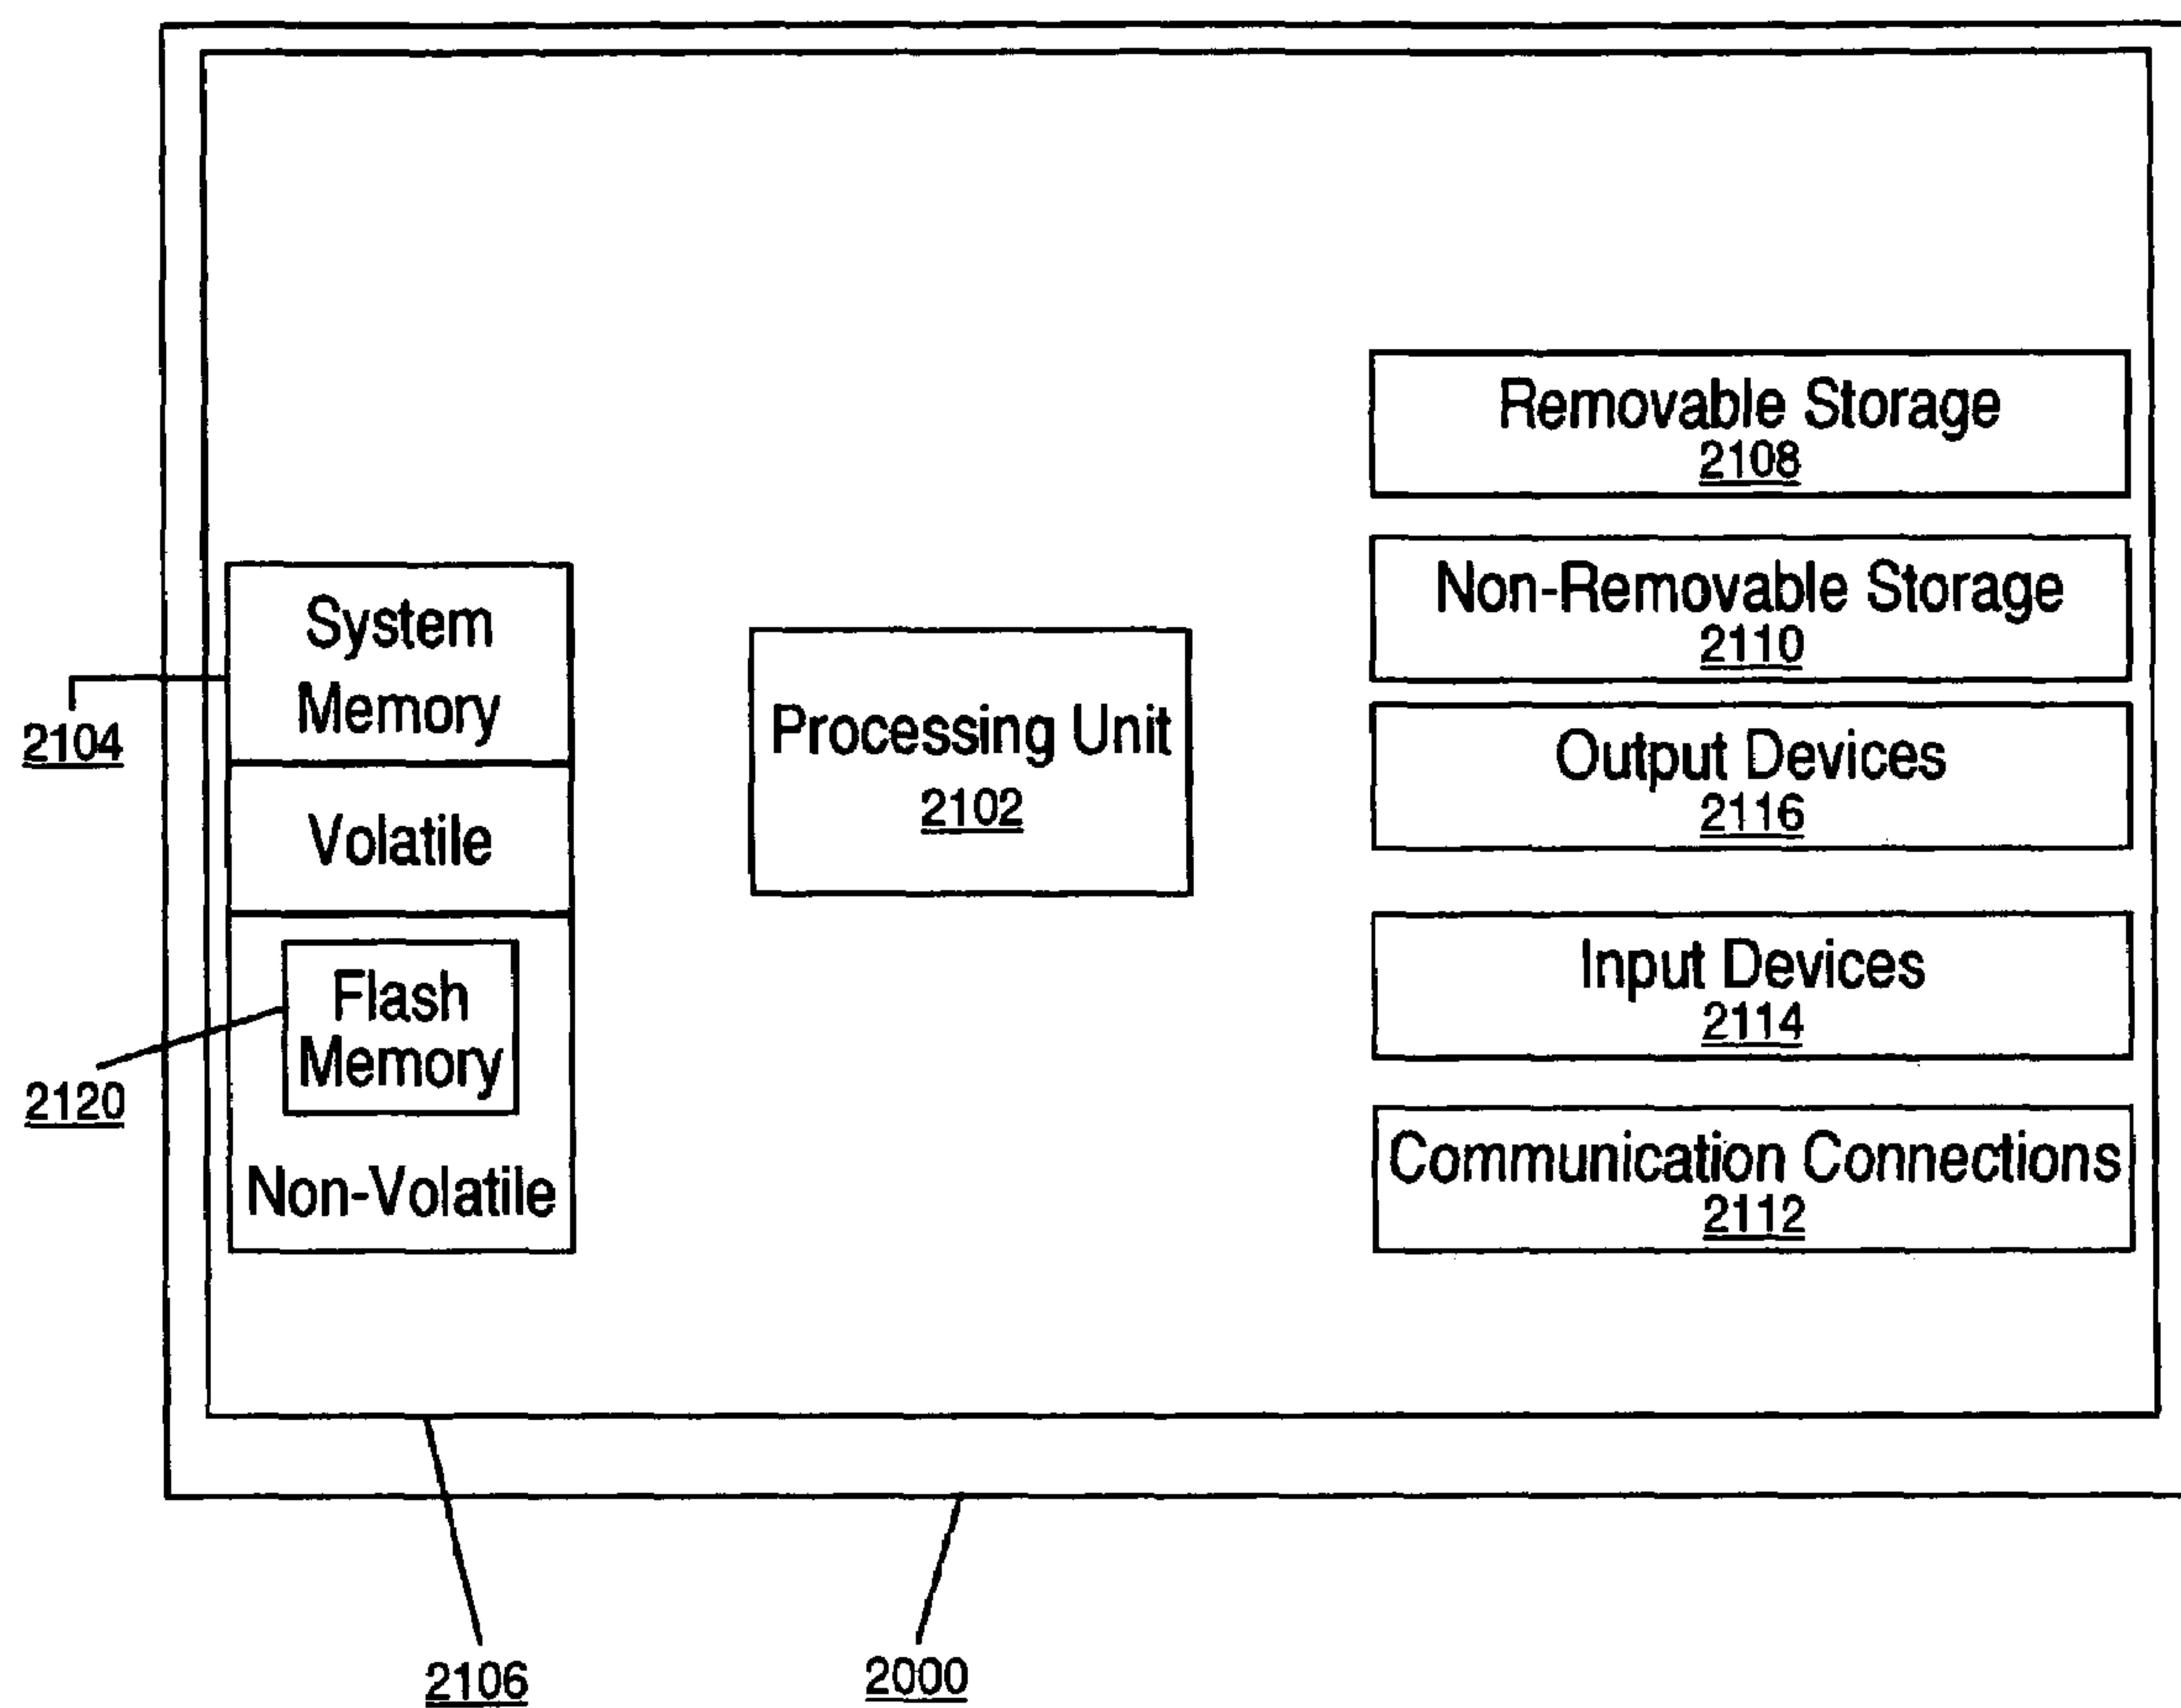 Removable Storage
2108
Non-Removable Storage
2110
System
Memory
2104
Processing Unit
2102
Output Devices
2116
Volatile
Input Devices
2114
Flash
Memory
2120
Non-Volatile
Communication Connections
2112
2106
2000